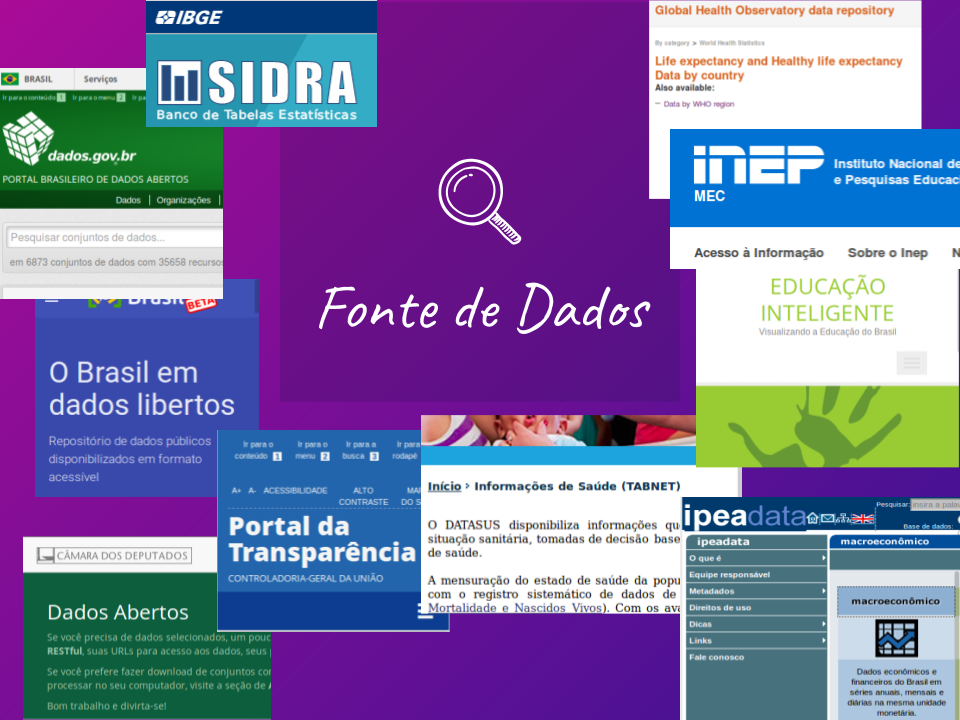 IBGE
SIDRA
Banco de Tabelas Estatísticas
Global Health Observatory data repository
By category > World Health Statistics
Life expectancy and Healthy life expectancy
Data by country
Also available:
– Data by WHO region
BRASIL Serviços
Ir para o conteúdo 1 Ir para o menu 2 Ir pa
dados.gov.br
PORTAL BRASILEIRO DE DADOS ABERTOS
Dados | Organizações |
Pesquisar conjuntos de dados...
em 6873 conjuntos de dados com 35658 recursos
inep
MEC
Instituto Nacional de
e Pesquisas Educaci
Acesso à Informação Sobre o Inep N
Fonte de Dados
EDUCAÇÃO
INTELIGENTE
Visualizando a Educação do Brasil
BETA
O Brasil em
dados libertos
Repositório de dados públicos
disponibilizados em formato
acessível
Ir para o conteúdo 1 Ir para o menu 2 Ir para a busca 3 Ir para rodapé
A+ A- ACESSIBILIDADE ALTO CONTRASTE MA DO S
Portal da
Transparência
CONTROLADORIA-GERAL DA UNIÃO
Início › Informações de Saúde (TABNET)
O DATASUS disponibiliza informações qu
situação sanitária, tomadas de decisão base
de saúde.
A mensuração do estado de saúde da popu
com o registro sistemático de dados de
Mortalidade e Nascidos Vivos). Com os ava
ipeadata
Pesquisar: insira a palav
Base de dados:
ipeadata
O que é
Equipe responsável
Metadados
Direitos de uso
Dicas
Links
Fale conosco
macroeconômico
macroeconômico
Dados econômicos e
financeiros do Brasil em
séries anuais, mensais e
diárias na mesma unidade
monetária.
CÂMARA DOS DEPUTADOS
Dados Abertos
Se você precisa de dados selecionados, um pouc
RESTful, suas URLs para acesso aos dados, seus
Se você prefere fazer download de conjuntos co
processar no seu computador, visite a seção de A
Bom trabalho e divirta-se!